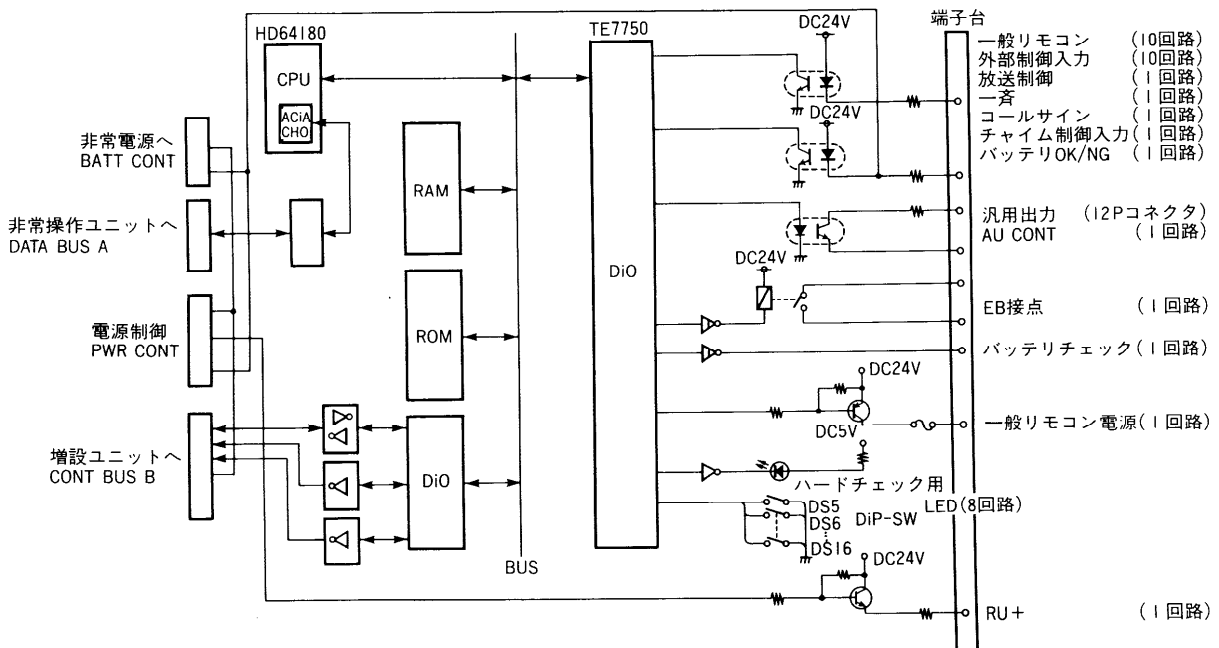 HD64180
CPU
ACiA
CHO
TE7750
DiO
RAM
ROM
DiO
BUS
非常電源へ
BATT CONT
非常操作ユニットへ
DATA BUS A
電源制御
PWR CONT
増設ユニットへ
CONT BUS B
DC24V
DC24V
DC24V
DC24V
DC5V
ハードチェック用
LED(8回路)
DS5
DS6
DS16
DiP-SW
DC24V
端子台
一般リモコン (10回路)
外部制御入力 (10回路)
放送制御 (1回路)
一斉 (1回路)
コールサイン (1回路)
チャイム制御入力(1回路)
バッテリOK/NG (1回路)
汎用出力 (12Pコネクタ)
AU CONT (1回路)
EB接点 (1回路)
バッテリチェック(1回路)
一般リモコン電源(1回路)
RU+ (1回路)